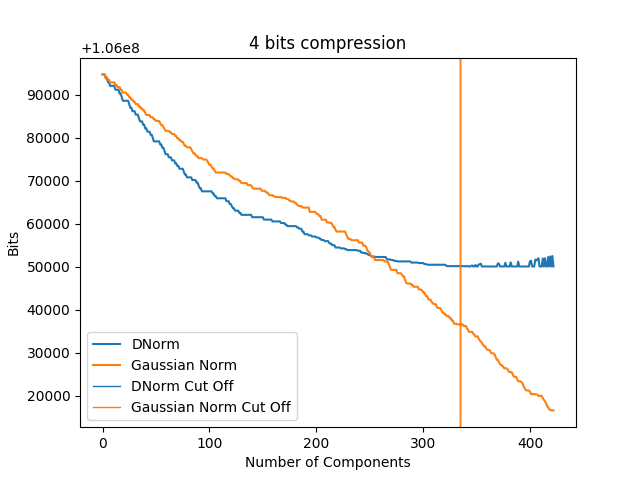 4 bits compression
+1.06e8
90000
80000
70000
60000
50000
40000
30000
20000
Bits
DNorm
Gaussian Norm
DNorm Cut Off
Gaussian Norm Cut Off
0 100 200 300 400
Number of Components